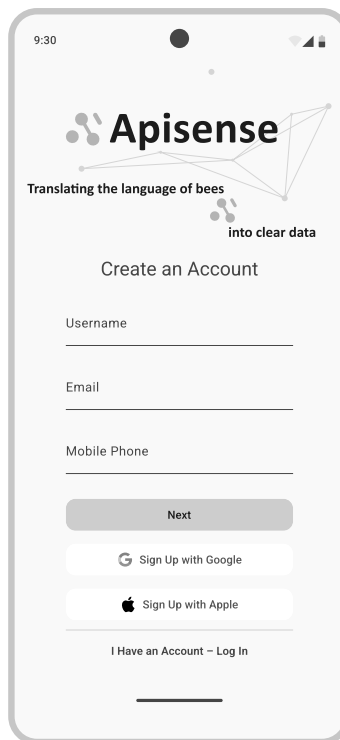 9:30
Apisense
Translating the language of bees
into clear data
Create an Account
Username
Email
Mobile Phone
Next
Sign Up with Google
Sign Up with Apple
I Have an Account – Log In